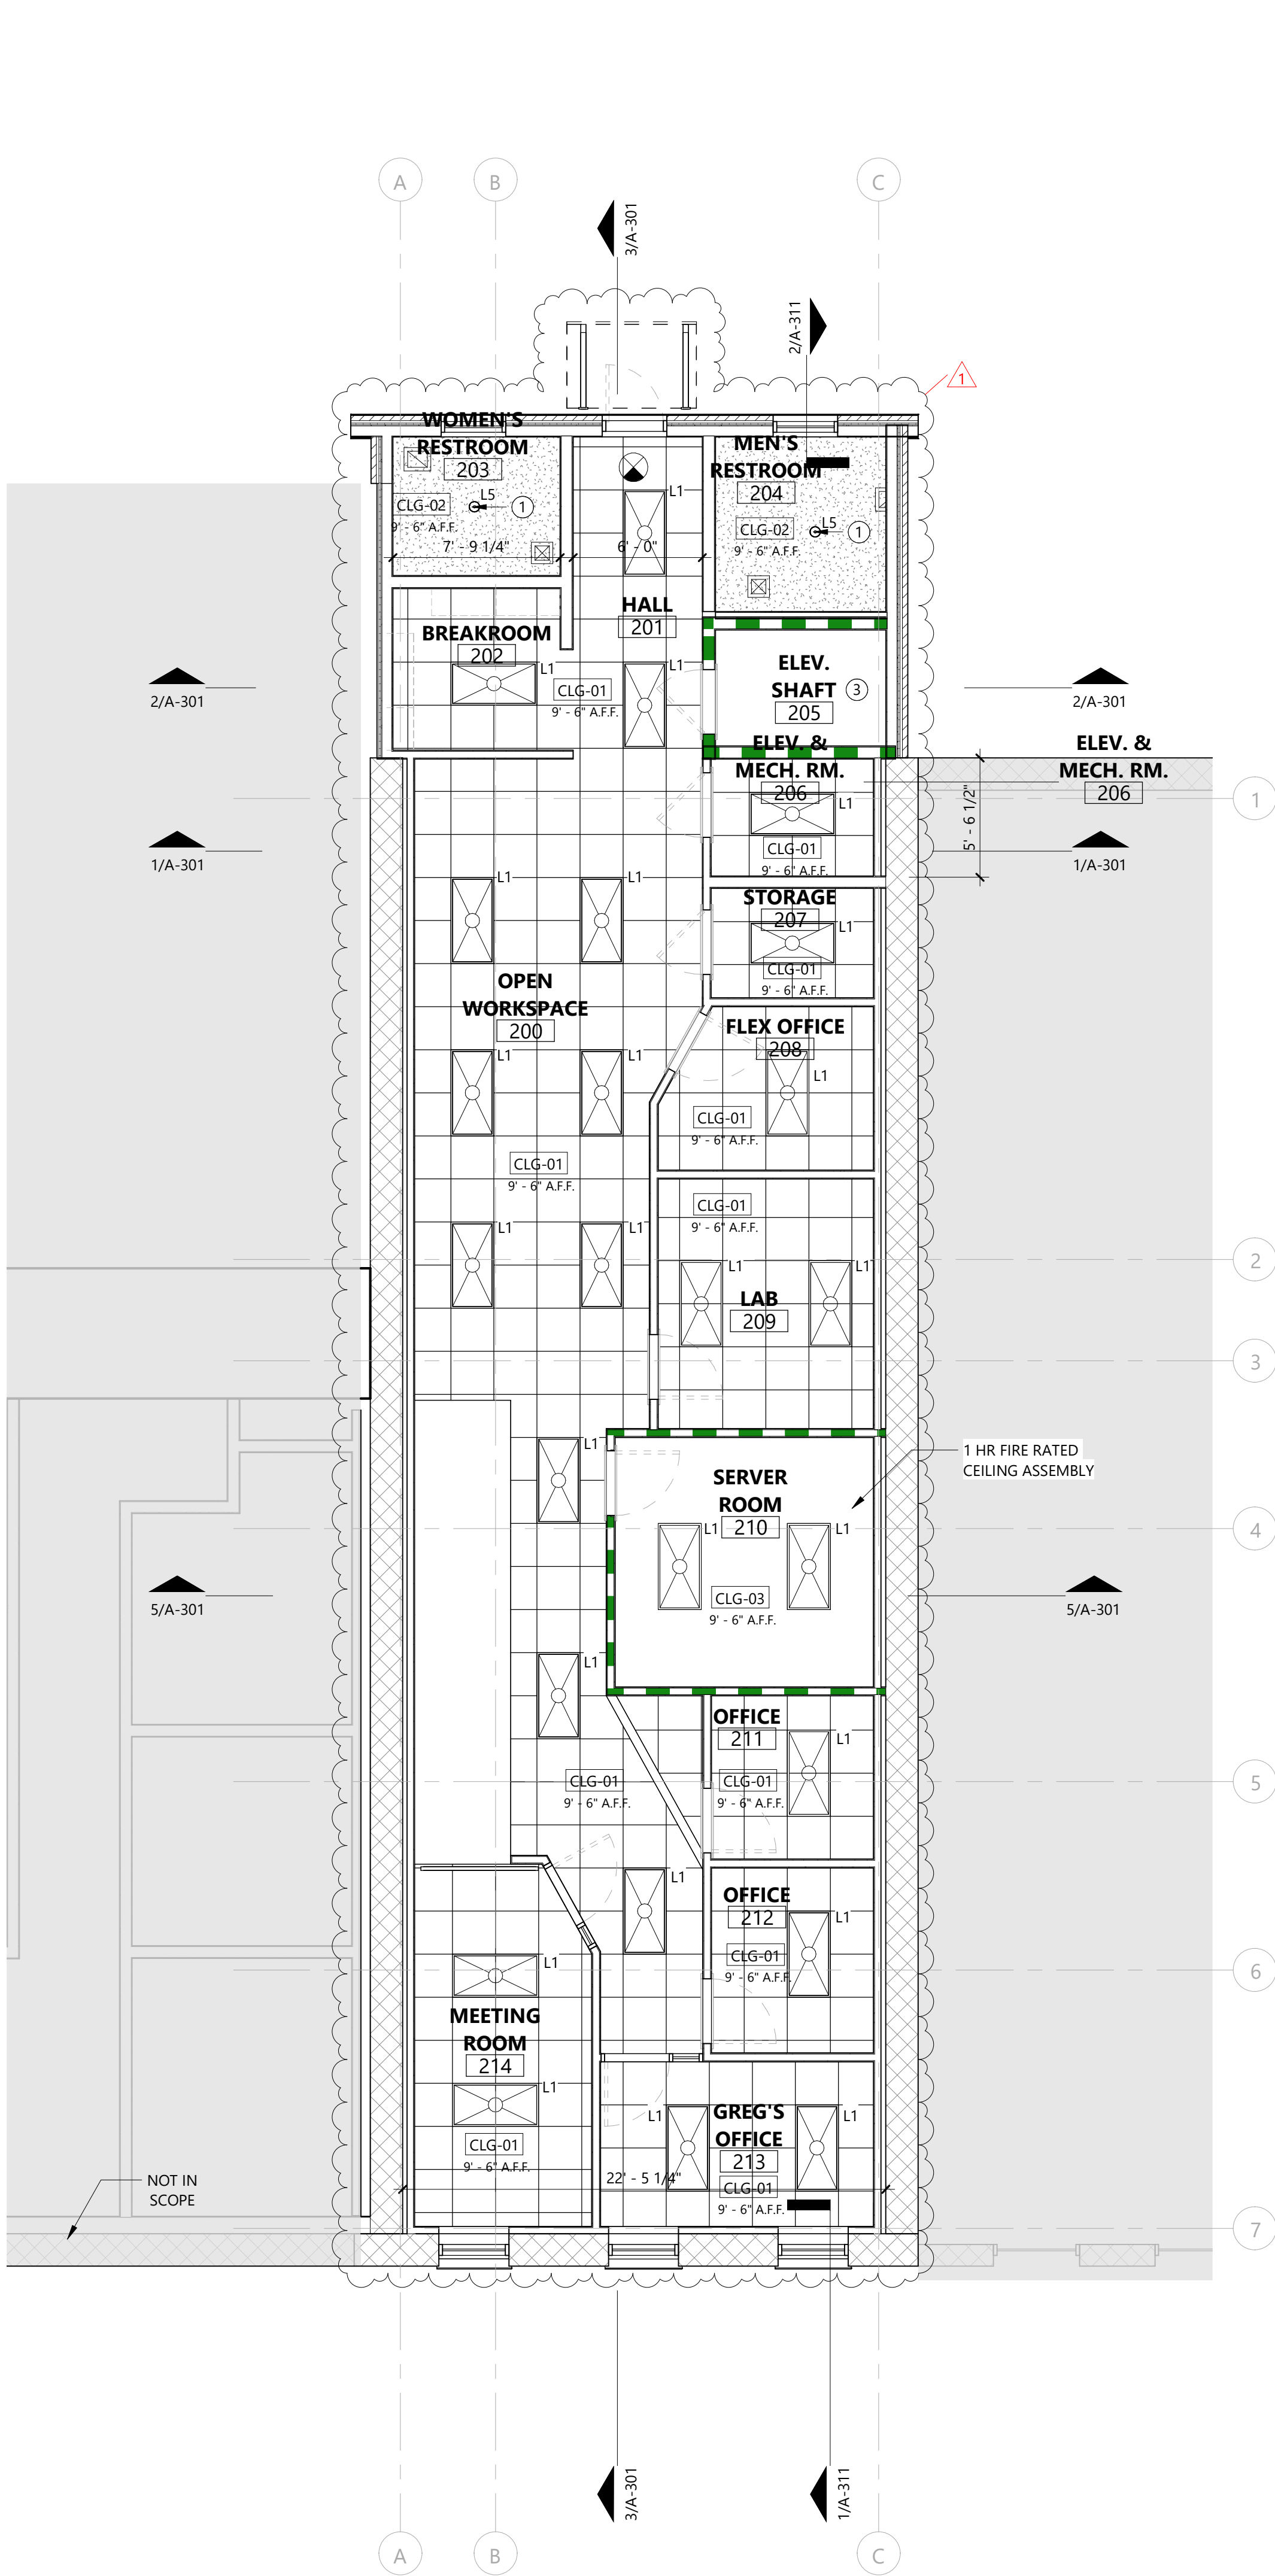 A
B
C
3/A-301
2/A-311
1
WOMEN'S
RESTROOM
203
MEN'S
RESTROOM
204
L1
CLG-02
L5
1
9' - 6" A.F.F.
CLG-02
L5
1
9' - 6" A.F.F.
7' - 9 1/4"
6' - 0"
HALL
201
BREAKROOM
202
L1
CLG-01
9' - 6" A.F.F.
L1
ELEV.
SHAFT
3
205
2/A-301
2/A-301
ELEV. &
MECH. RM.
206
L1
CLG-01
9' - 6" A.F.F.
ELEV. &
MECH. RM.
206
5' - 6 1/2"
1
1/A-301
1/A-301
L1
L1
STORAGE
207
L1
CLG-01
9' - 6" A.F.F.
OPEN
WORKSPACE
200
FLEX OFFICE
208
L1
L1
L1
CLG-01
9' - 6" A.F.F.
CLG-01
9' - 6" A.F.F.
CLG-01
9' - 6" A.F.F.
L1
L1
L1
L1
2
LAB
209
3
L1
1 HR FIRE RATED
CEILING ASSEMBLY
SERVER
ROOM
210
L1
L1
4
CLG-03
9' - 6" A.F.F.
5/A-301
5/A-301
L1
OFFICE
211
L1
CLG-01
9' - 6" A.F.F.
CLG-01
9' - 6" A.F.F.
5
L1
OFFICE
212
L1
CLG-01
9' - 6" A.F.F.
6
L1
MEETING
ROOM
214
L1
CLG-01
9' - 6" A.F.F.
L1
GREG'S
OFFICE
213
L1
22' - 5 1/4"
CLG-01
9' - 6" A.F.F.
NOT IN
SCOPE
7
3/A-301
1/A-311
A
B
C